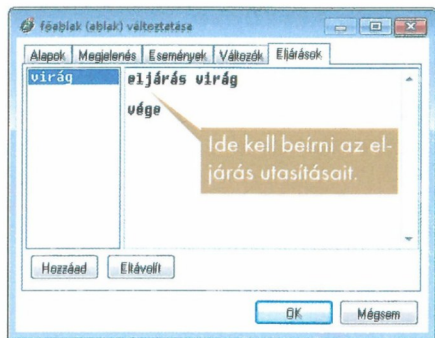 főablak (ablak) változtatása
Alapok Megjelenés Események Változók Eljárások
virág
eljárás virág
vége
Ide kell beírni az el-
járás utasításait.
Hozzáad Eltávolít
OK Mégsem